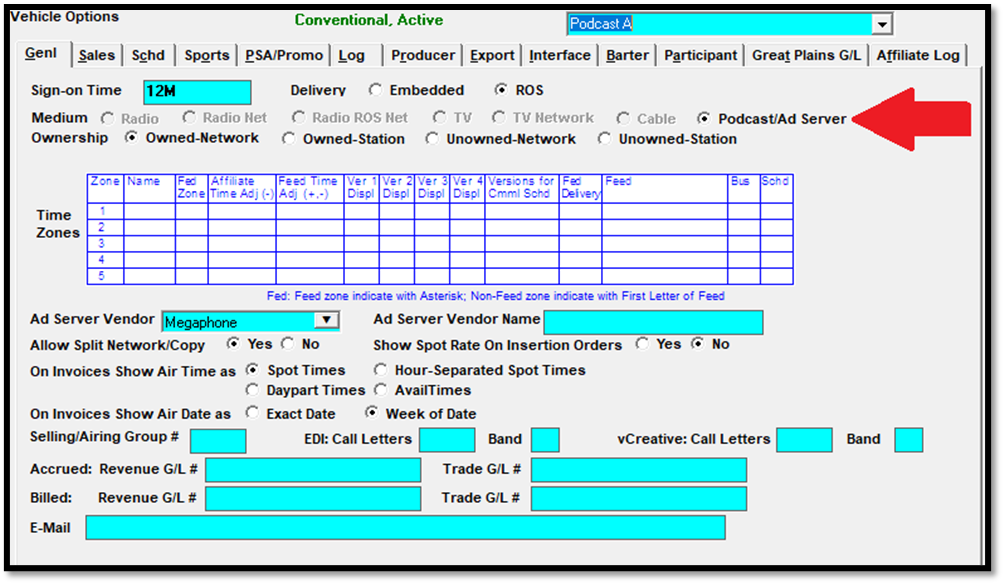 Vehicle Options Conventional, Active Podcast A
Genl Sales Schd Sports PSA/Promo Log Producer Export Interface Barter Participant Great Plains G/L Affiliate Log
Sign-on Time 12M Delivery Embedded ROS
Medium Radio Radio Net Radio ROS Net TV TV Network Cable Podcast/Ad Server
Ownership Owned-Network Owned-Station Unowned-Network Unowned-Station
Zone Name Fed Affiliate Feed Time Ver 1 Ver 2 Ver 3 Ver 4 Versions for Fed Feed Bus Schd
Zone Time Adj (-) Adj (+,-) Displ Displ Displ Displ Cmml Schd Delivery
Time
Zones
1
2
3
4
5
Fed: Feed zone indicate with Asterisk; Non-Feed zone indicate with First Letter of Feed
Ad Server Vendor Megaphone Ad Server Vendor Name
Allow Split Network/Copy Yes No Show Spot Rate On Insertion Orders Yes No
On Invoices Show Air Time as Spot Times Hour-Separated Spot Times
Daypart Times AvailTimes
On Invoices Show Air Date as Exact Date Week of Date
Selling/Airing Group # EDI: Call Letters Band vCreative: Call Letters Band
Accrued: Revenue G/L # Trade G/L #
Billed: Revenue G/L # Trade G/L #
E-Mail